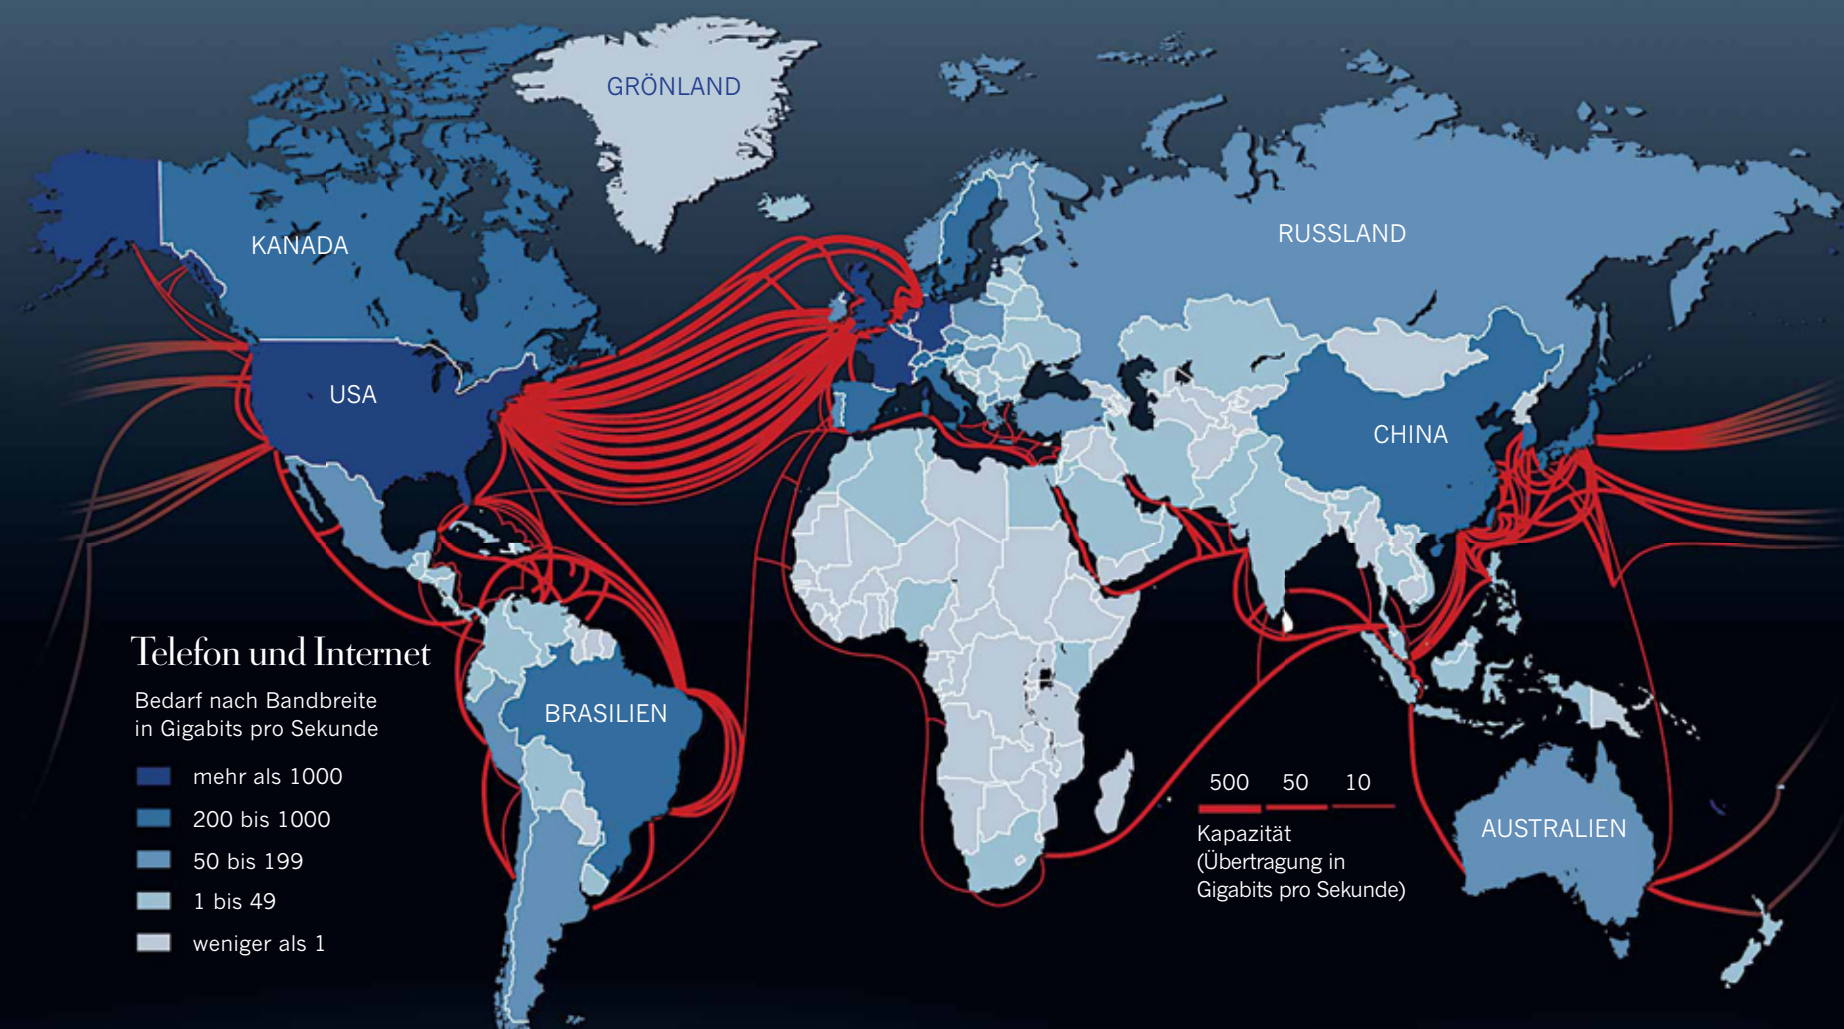 GRÖNLAND
KANADA
RUSSLAND
USA
CHINA
Telefon und Internet
Bedarf nach Bandbreite
in Gigabits pro Sekunde
mehr als 1000
200 bis 1000
50 bis 199
1 bis 49
weniger als 1
BRASILIEN
500 50 10
Kapazität
(Übertragung in
Gigabits pro Sekunde)
AUSTRALIEN